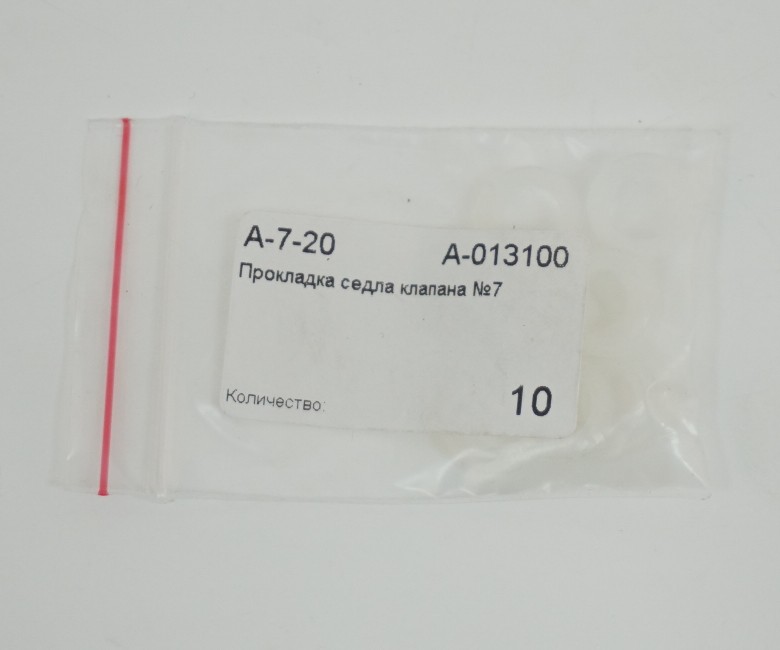 А-7-20 А-013100
Прокладка седла клапана №7
Количество: 10